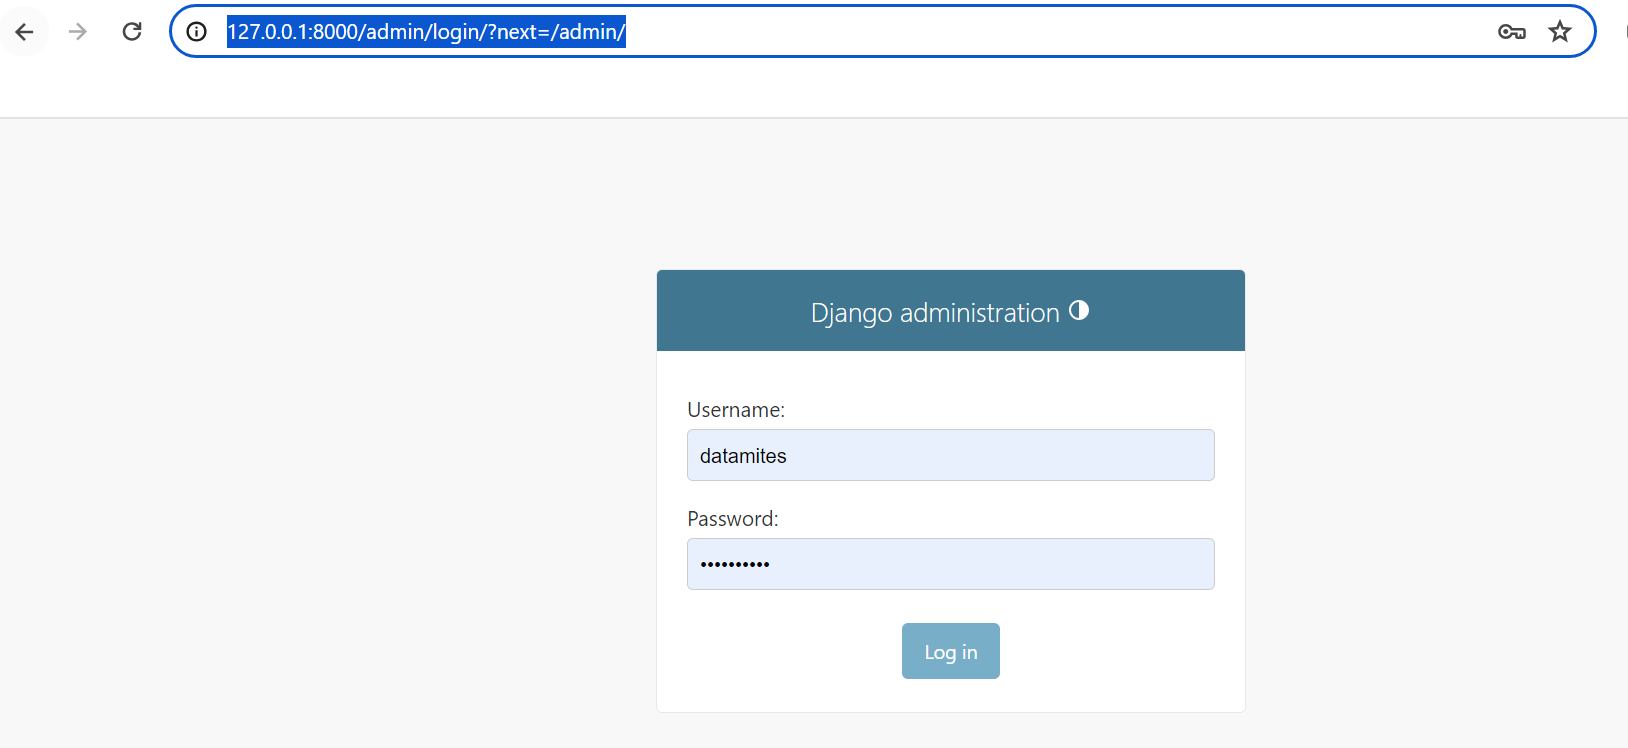 127.0.0.1:8000/admin/login/?next=/admin/
Django administration
Username:
datamites
Password:
••••••••••
Log in